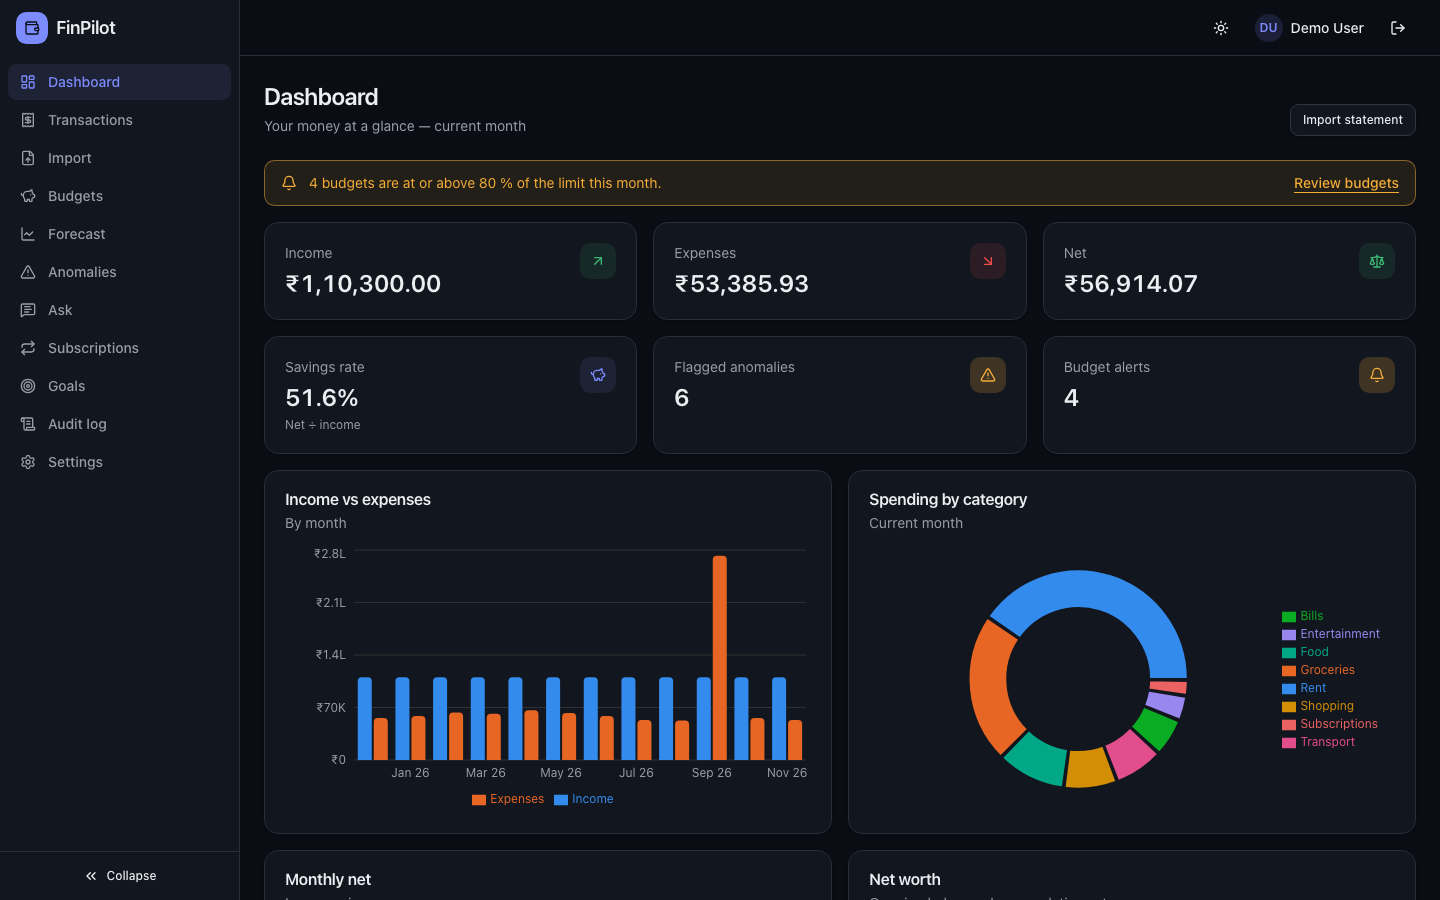 FinPilot
DU
Demo User
Dashboard
Transactions
Import
Budgets
Forecast
Anomalies
Ask
Subscriptions
Goals
Audit log
Settings
Collapse
Dashboard
Your money at a glance — current month
Import statement
4 budgets are at or above 80 % of the limit this month.
Review budgets
Income
₹1,10,300.00
Expenses
₹53,385.93
Net
₹56,914.07
Savings rate
51.6%
Net ÷ income
Flagged anomalies
6
Budget alerts
4
Income vs expenses
By month
₹2.8L
₹2.1L
₹1.4L
₹70K
₹0
Jan 26
Mar 26
May 26
Jul 26
Sep 26
Nov 26
Expenses
Income
Spending by category
Current month
Bills
Entertainment
Food
Groceries
Rent
Shopping
Subscriptions
Transport
Monthly net
Net worth